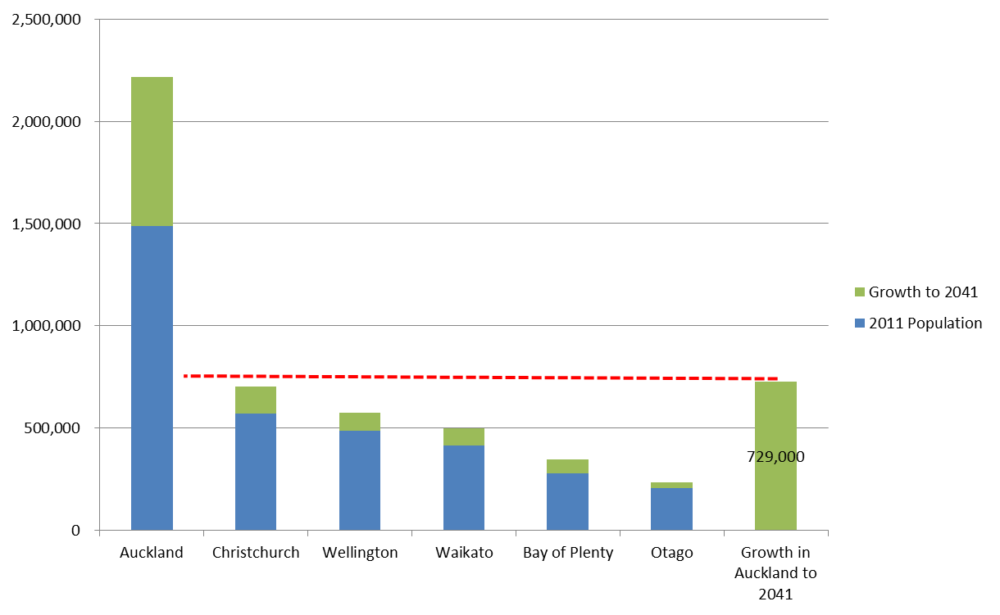 2,500,000
2,000,000
1,500,000
1,000,000
500,000
0
729,000
Growth to 2041
2011 Population
Auckland
Christchurch
Wellington
Waikato
Bay of Plenty
Otago
Growth in
Auckland to
2041